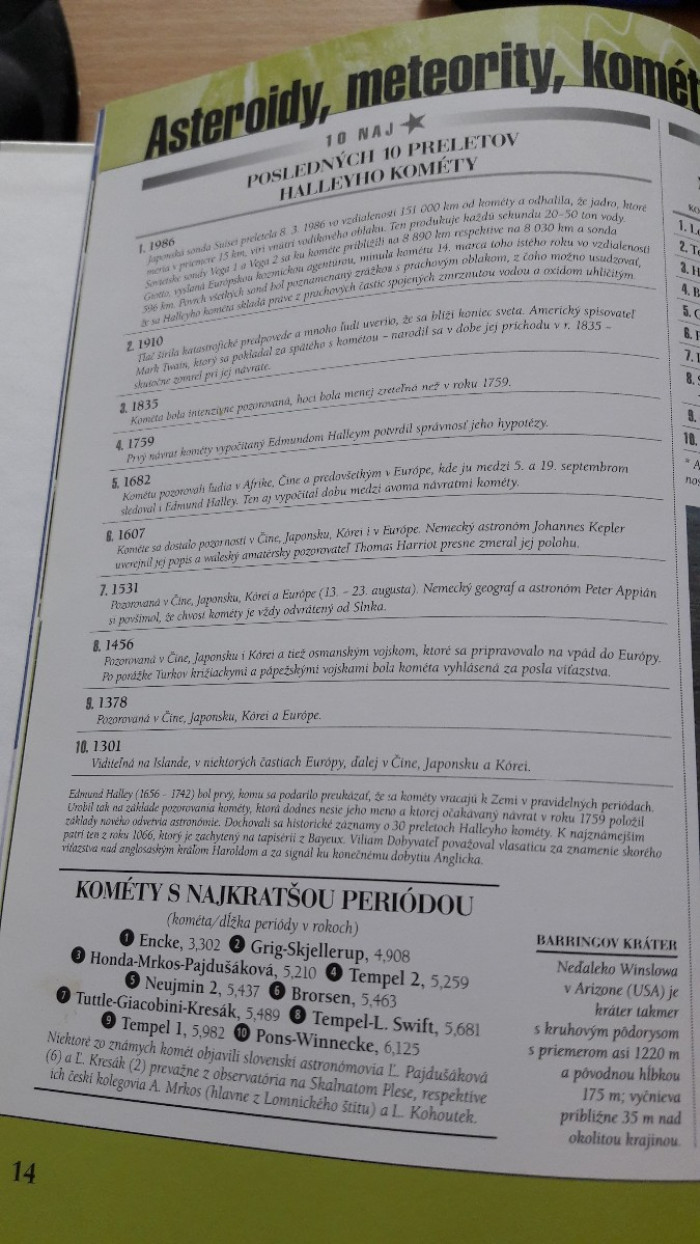 Asteroidy, meteority, komét
10 NAJ
POSLEDNÝCH 10 PRELETOV
HALLEYHO KOMÉTY
1. 1986
Japonská sonda Suisei preletela 8. 3. 1986 vo vzdialenosti 151 000 km od kométy a odhalila, že jadro, ktoré
meria v priemere 15 km, víri vnútri vodíkového oblaku. Ten produkuje každú sekundu 20–50 ton vody.
Sovietske sondy Vega 1 a Vega 2 sa ku kométe priblížili na 8 890 km respektíve na 8 030 km a sonda
Giotto, vyslaná Európskou kozmickou agentúrou, minula kométu 14. marca toho istého roku vo vzdialenosti
596 km. Povrch všetkých sond bol poznamenaný zrážkou s prachovým oblakom, z čoho možno usudzovať,
že sa Halleyho kométa skladá práve z prachových častíc spojených zmrznutou vodou a oxidom uhličitým.
2. 1910
Tlač šírila katastrofické predpovede a mnoho ľudí uverilo, že sa blíži koniec sveta. Americký spisovateľ
Mark Twain, ktorý sa pokladal za spätého s kométou – narodil sa v dobe jej príchodu v r. 1835 –
skutočne zomrel pri jej návrate.
3. 1835
Kométa bola intenzívne pozorovaná, hoci bola menej zreteľná než v roku 1759.
4. 1759
Prvý návrat kométy vypočítaný Edmundom Halleym potvrdil správnosť jeho hypotézy.
5. 1682
Kométu pozorovali ľudia v Afrike, Číne a predovšetkým v Európe, kde ju medzi 5. a 19. septembrom
sledoval i Edmund Halley. Ten aj vypočítal dobu medzi dvoma návratmi kométy.
6. 1607
Kométe sa dostalo pozornosti v Číne, Japonsku, Kórei i v Európe. Nemecký astronóm Johannes Kepler
uverejnil jej popis a waleský amatérsky pozorovateľ Thomas Harriot presne zmeral jej polohu.
7. 1531
Pozorovaná v Číne, Japonsku, Kórei a Európe (13. – 23. augusta). Nemecký geograf a astronóm Peter Appián
si povšimol, že chvost kométy je vždy odvrátený od Slnka.
8. 1456
Pozorovaná v Číne, Japonsku i Kórei a tiež osmanským vojskom, ktoré sa pripravovalo na vpád do Európy.
Po porážke Turkov križiackymi a pápežskými vojskami bola kométa vyhlásená za posla víťazstva.
9. 1378
Pozorovaná v Číne, Japonsku, Kórei a Európe.
10. 1301
Viditeľná na Islande, v niektorých častiach Európy, ďalej v Číne, Japonsku a Kórei.
Edmund Halley (1656 – 1742) bol prvý, komu sa podarilo preukázať, že sa kométy vracajú k Zemi v pravidelných periódach.
Urobil tak na základe pozorovania kométy, ktorá dodnes nesie jeho meno a ktorej očakávaný návrat v roku 1759 položil
základy nového odvetvia astronómie. Dochovali sa historické záznamy o 30 preletoch Halleyho kométy. K najznámejším
patrí ten z roku 1066, ktorý je zachytený na tapisérii z Bayeux. Viliam Dobyvateľ považoval vlasaticu za znamenie skorého
víťazstva nad anglosaským kráľom Haroldom a za signál ku konečnému dobytiu Anglicka.
KOMÉTY S NAJKRATŠOU PERIÓDOU
(kométa/dĺžka periódy v rokoch)
1 Encke, 3,302 2 Grig-Skjellerup, 4,908
3 Honda-Mrkos-Pajdušáková, 5,210 4 Tempel 2, 5,259
5 Neujmin 2, 5,437 6 Brorsen, 5,463
7 Tuttle-Giacobini-Kresák, 5,489 8 Tempel-L. Swift, 5,681
9 Tempel 1, 5,982 10 Pons-Winnecke, 6,125
Niektoré zo známych komét objavili slovenskí astronómovia Ľ. Pajdušáková
(6) a Ľ. Kresák (2) prevažne z observatória na Skalnatom Plese, respektíve
ich českí kolegovia A. Mrkos (hlavne z Lomnického štítu) a L. Kohoutek.
BARRINGOV KRÁTER
Neďaleko Winslowa
v Arizone (USA) je
kráter takmer
s kruhovým pôdorysom
s priemerom asi 1220 m
a pôvodnou hĺbkou
175 m; vyčnieva
približne 35 m nad
okolitou krajinou.
14
1.
2.
3.
4.
5.
6.
7.
8.
9.
10.